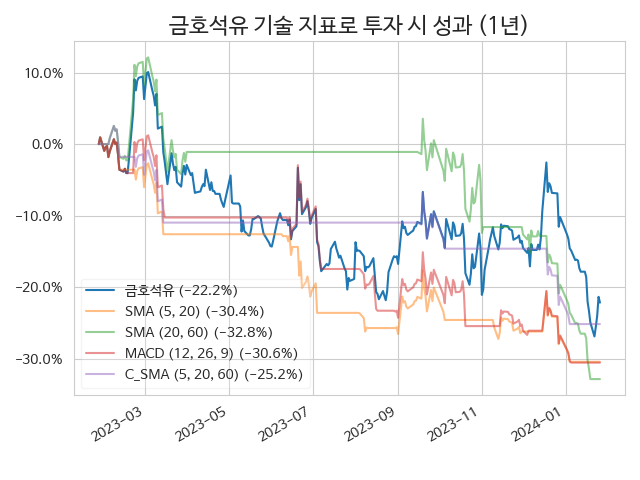 금호석유 기술 지표로 투자 시 성과 (1년)
10.0%
0.0%
−10.0%
−20.0%
−30.0%
금호석유 (−22.2%)
SMA (5, 20) (−30.4%)
SMA (20, 60) (−32.8%)
MACD (12, 26, 9) (−30.6%)
C_SMA (5, 20, 60) (−25.2%)
2023-03
2023-05
2023-07
2023-09
2023-11
2024-01